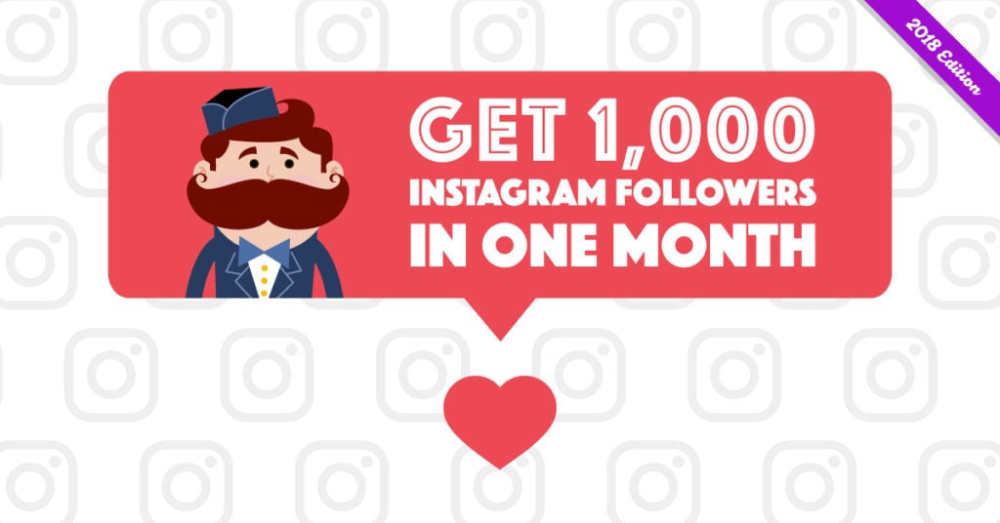 2018 Edition
GET 1,000
INSTAGRAM FOLLOWERS
IN ONE MONTH